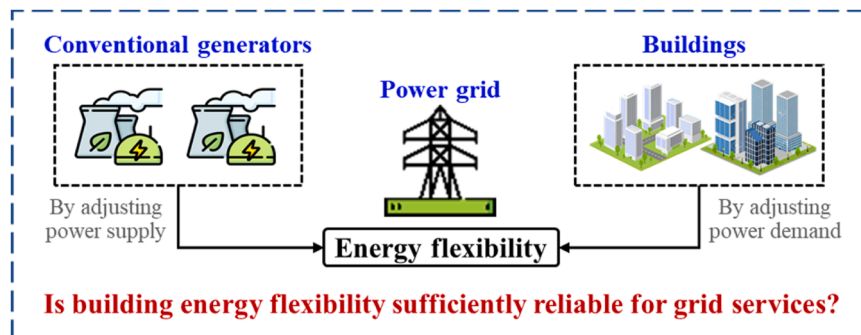 Conventional generators
Buildings
Power grid
By adjusting
power supply
By adjusting
power demand
Energy flexibility
Is building energy flexibility sufficiently reliable for grid services?